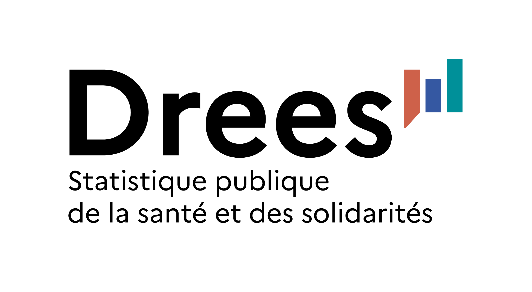 Drees
Statistique publique
de la santé et des solidarités